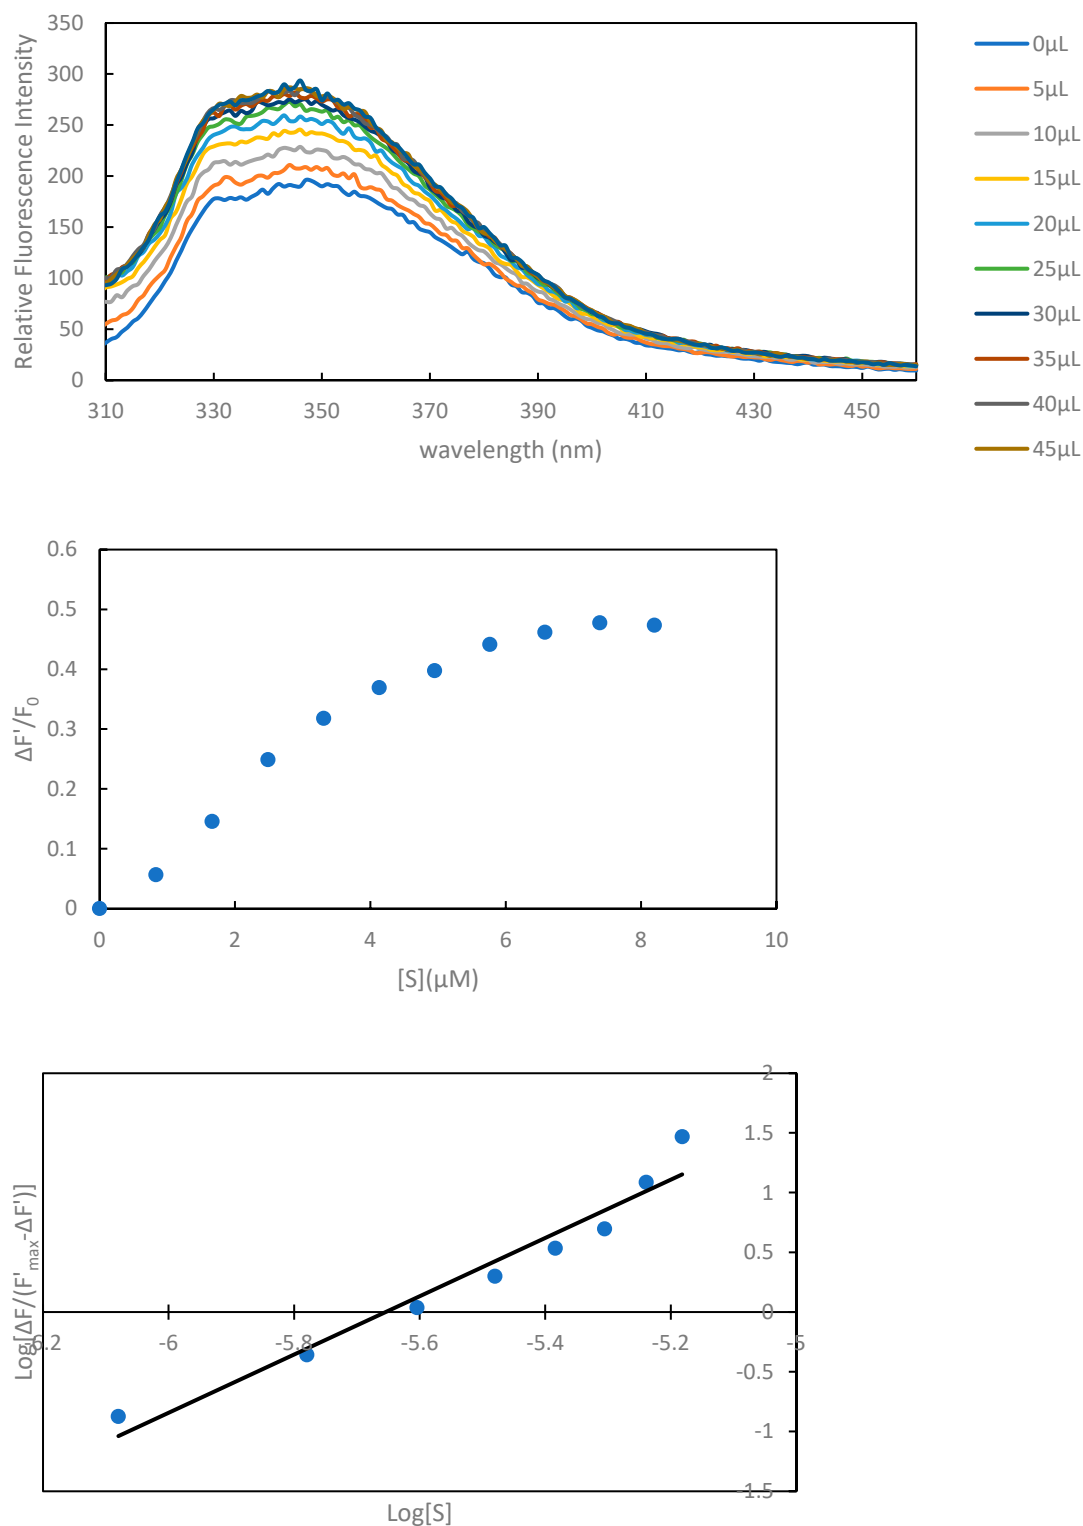 350
300
250
200
150
100
50
0
Relative Fluorescence Intensity
310 330 350 370 390 410 430 450
wavelength (nm)
0µL
5µL
10µL
15µL
20µL
25µL
30µL
35µL
40µL
45µL
0.6
0.5
0.4
0.3
0.2
0.1
0
ΔF'/F0
0 2 4 6 8 10
[S](µM)
2
1.5
1
0.5
0
-0.5
-1
-1.5
Log[ΔF/(F'max-ΔF')]
-6.2 -6 -5.8 -5.6 -5.4 -5.2 -5
Log[S]